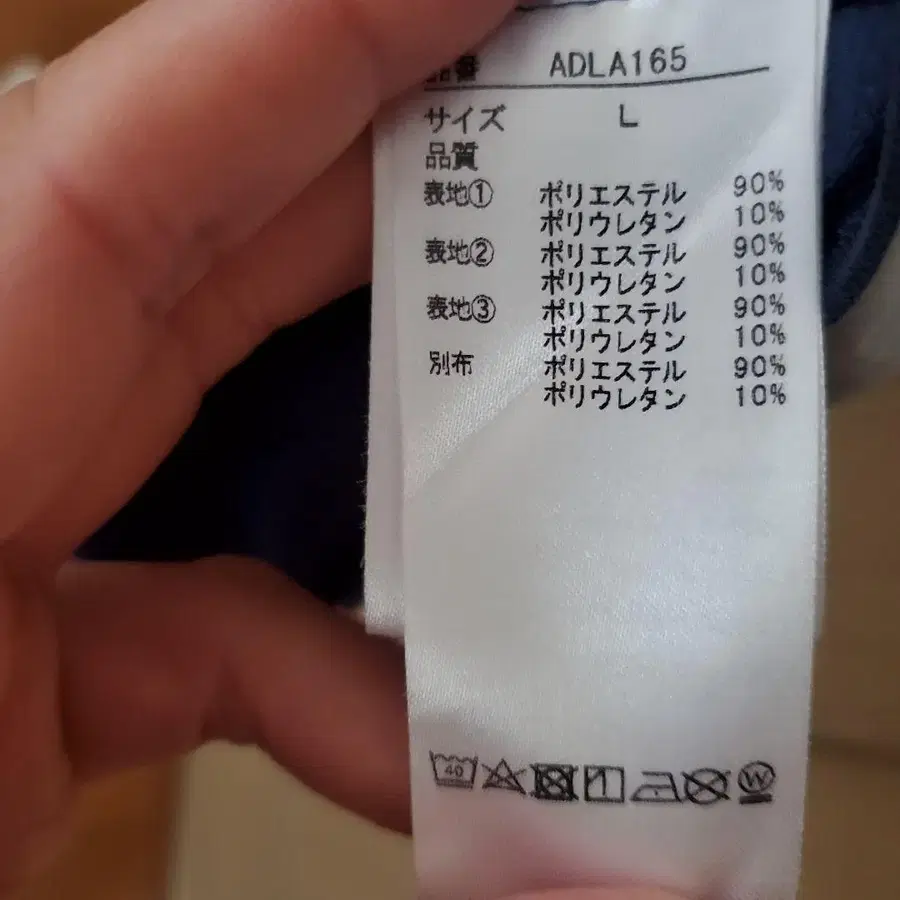 品番 ADLA165
サイズ L
品質
表地① ポリエステル 90%
ポリウレタン 10%
表地② ポリエステル 90%
ポリウレタン 10%
表地③ ポリエステル 90%
ポリウレタン 10%
別布 ポリエステル 90%
ポリウレタン 10%
40 W